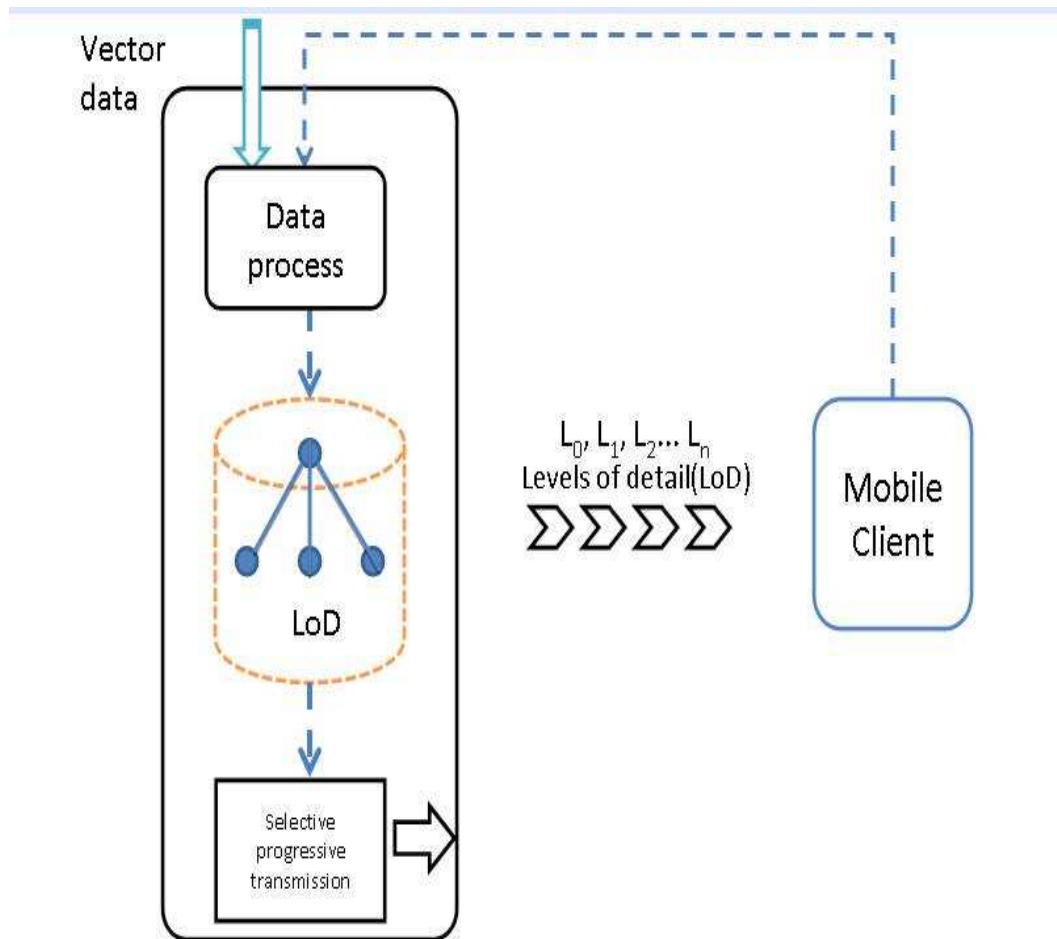 Vector
data
Data
process
LoD
Selective
progressive
transmission
L₀, L₁, L₂... Lₙ
Levels of detail(LoD)
Mobile
Client